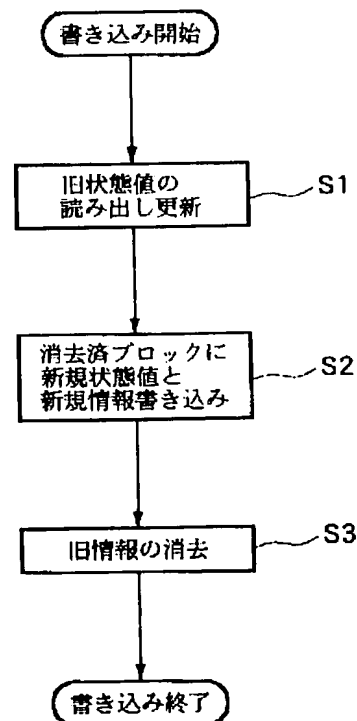 書き込み開始
旧状態値の
読み出し更新
S1
消去済ブロックに
新規状態値と
新規情報書き込み
S2
旧情報の消去
S3
書き込み終了